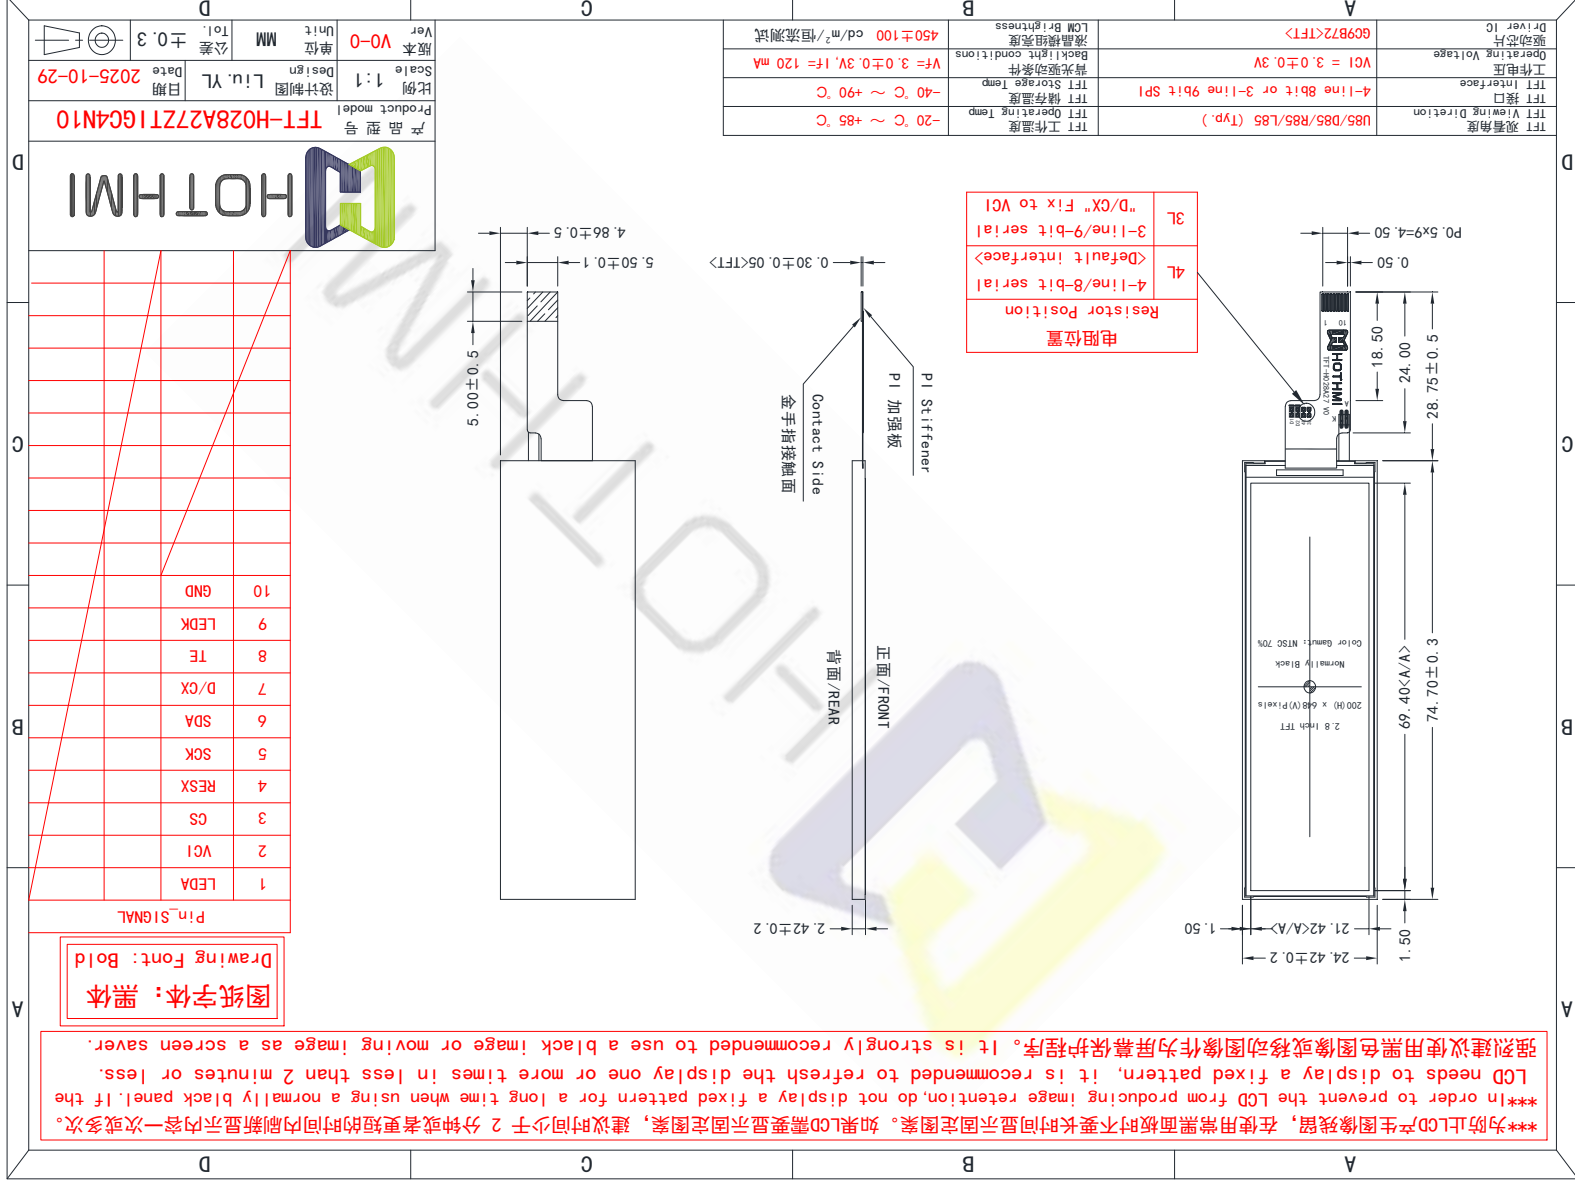 A B C D
***为防止LCD产生图像残留，在使用常黑面板时不要长时间显示固定图案。如果LCD需要显示固定图案，建议时间少于 2 分钟或者更短的时间内刷新显示内容一次或多次。
***In order to prevent the LCD from producing image retention, do not display a fixed pattern for a long time when using a normally black panel. If the
LCD needs to display a fixed pattern, it is recommended to refresh the display one or more times in less than 2 minutes or less.
强烈建议使用黑色图像或移动图像作为屏幕保护程序。 It is strongly recommended to use a black image or moving image as a screen saver.
A
A
图纸字体: 黑体
Drawing Font: Bold
24.42±0.2
21.42<A/A>
1.50
1.50
74.70±0.3
69.40<A/A>
2.8 Inch TFT
200(H) x 648(V)Pixels
Normally Black
Color Gamut: NTSC 70%
28.75±0.5
24.00
18.50
HOTHMI
TFT-H028A27 V0
10 1
0.50
P0.5x9=4.50
2.42±0.2
正面/FRONT
背面/REAR
PI Stiffener
PI 加强板
Contact Side
金手指接触面
0.30±0.05<TFT>
5.00±0.5
5.50±0.1
4.86±0.5
HOTHMI
Pin_SIGNAL
1 LEDA
2 VCI
3 CS
4 RESX
5 SCK
6 SDA
7 D/CX
8 TE
9 LEDK
10 GND
B
B
C
C
电阻位置
Resistor Position
4L
4-line/8-bit serial
<Default interface>
3L
3-line/9-bit serial
"D/CX" Fix to VCI
D
D
HOTHMI
TFT 观看角度
TFT Viewing Diretion
U85/D85/R85/L85 (Typ.)
TFT 工作温度
TFT Operating Temp
-20 ℃ ~ +85 ℃
TFT 接口
TFT Interface
4-line 8bit or 3-line 9bit SPI
TFT 储存温度
TFT Storage Temp
-40 ℃ ~ +90 ℃
工作电压
Operating Voltage
VCI = 3.0±0.3V
背光驱动条件
Backlight conditions
Vf= 3.0±0.3V, If= 120 mA
驱动芯片
Driver IC
GC9B72<TFT>
液晶模组亮度
LCM Brightness
450±100 cd/m²/恒流测试
产品型号
Product model
TFT-H028A27ZTIGC4N10
比例
Scale
1:1
设计制图
Design
Liu. YL
日期
Date
2025-10-29
版本
Ver
V0-0
单位
Unit
MM
公差
Tol.
±0.3
A B C D